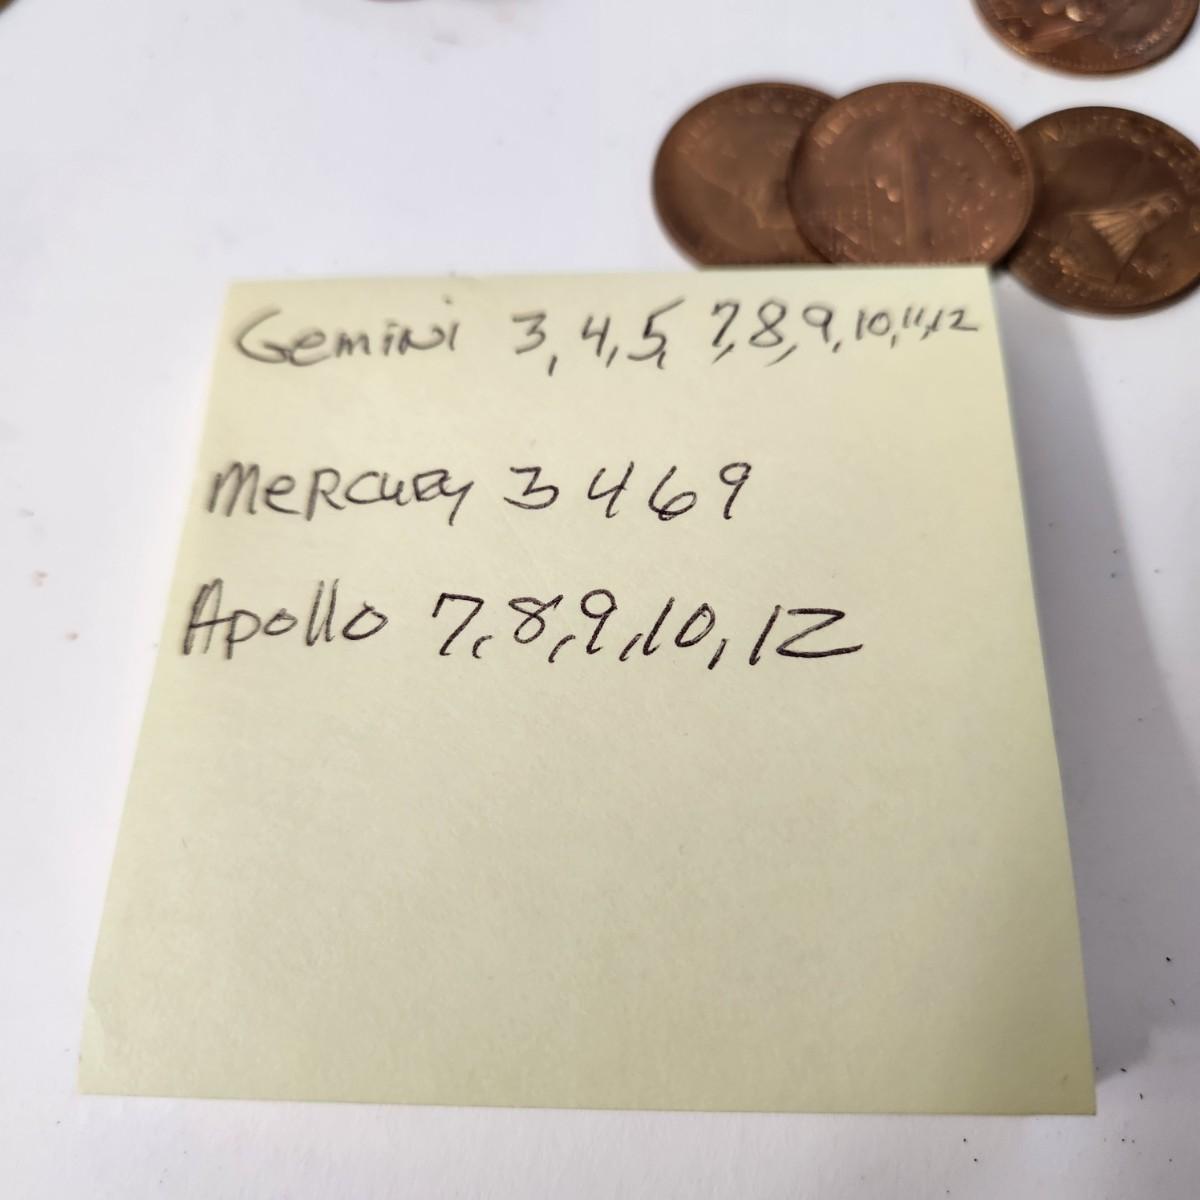 Gemini 3, 4, 5, 7, 8, 9, 10, 11, 12
Mercury 3 4 6 9
Apollo 7, 8, 9, 10, 12